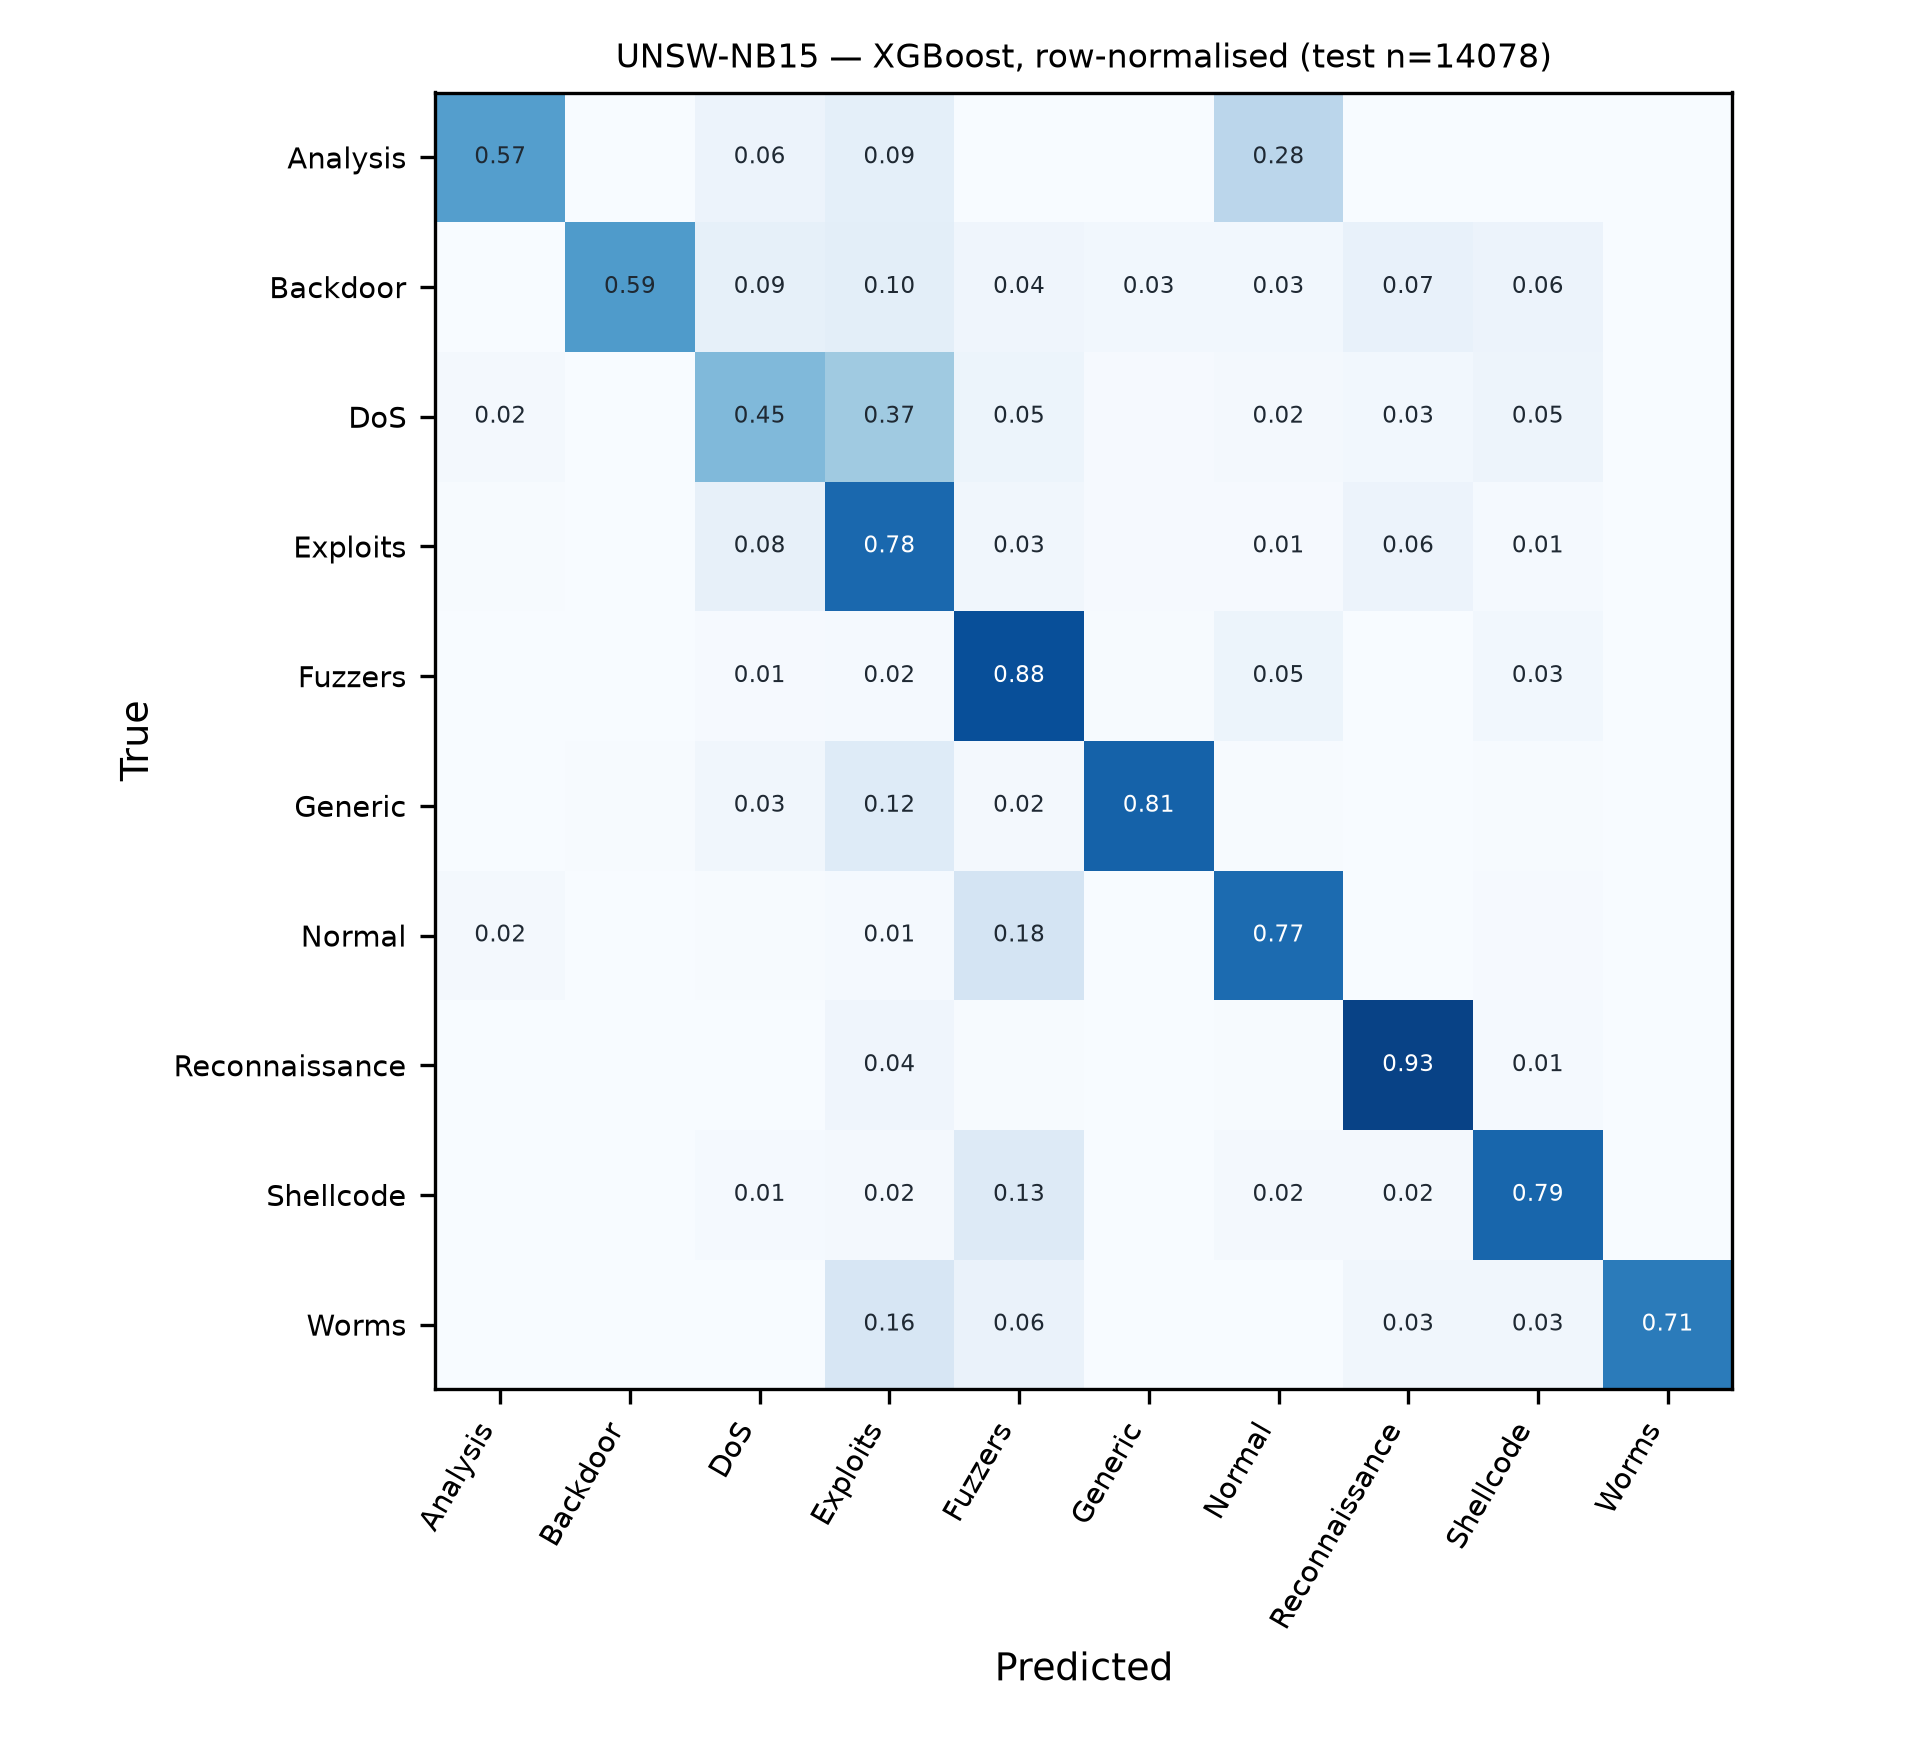 UNSW-NB15 — XGBoost, row-normalised (test n=14078)
True
Analysis 0.57 0.06 0.09 0.28
Backdoor 0.59 0.09 0.10 0.04 0.03 0.03 0.07 0.06
DoS 0.02 0.45 0.37 0.05 0.02 0.03 0.05
Exploits 0.08 0.78 0.03 0.01 0.06 0.01
Fuzzers 0.01 0.02 0.88 0.05 0.03
Generic 0.03 0.12 0.02 0.81
Normal 0.02 0.01 0.18 0.77
Reconnaissance 0.04 0.93 0.01
Shellcode 0.01 0.02 0.13 0.02 0.02 0.79
Worms 0.16 0.06 0.03 0.03 0.71
Analysis Backdoor DoS Exploits Fuzzers Generic Normal Reconnaissance Shellcode Worms
Predicted